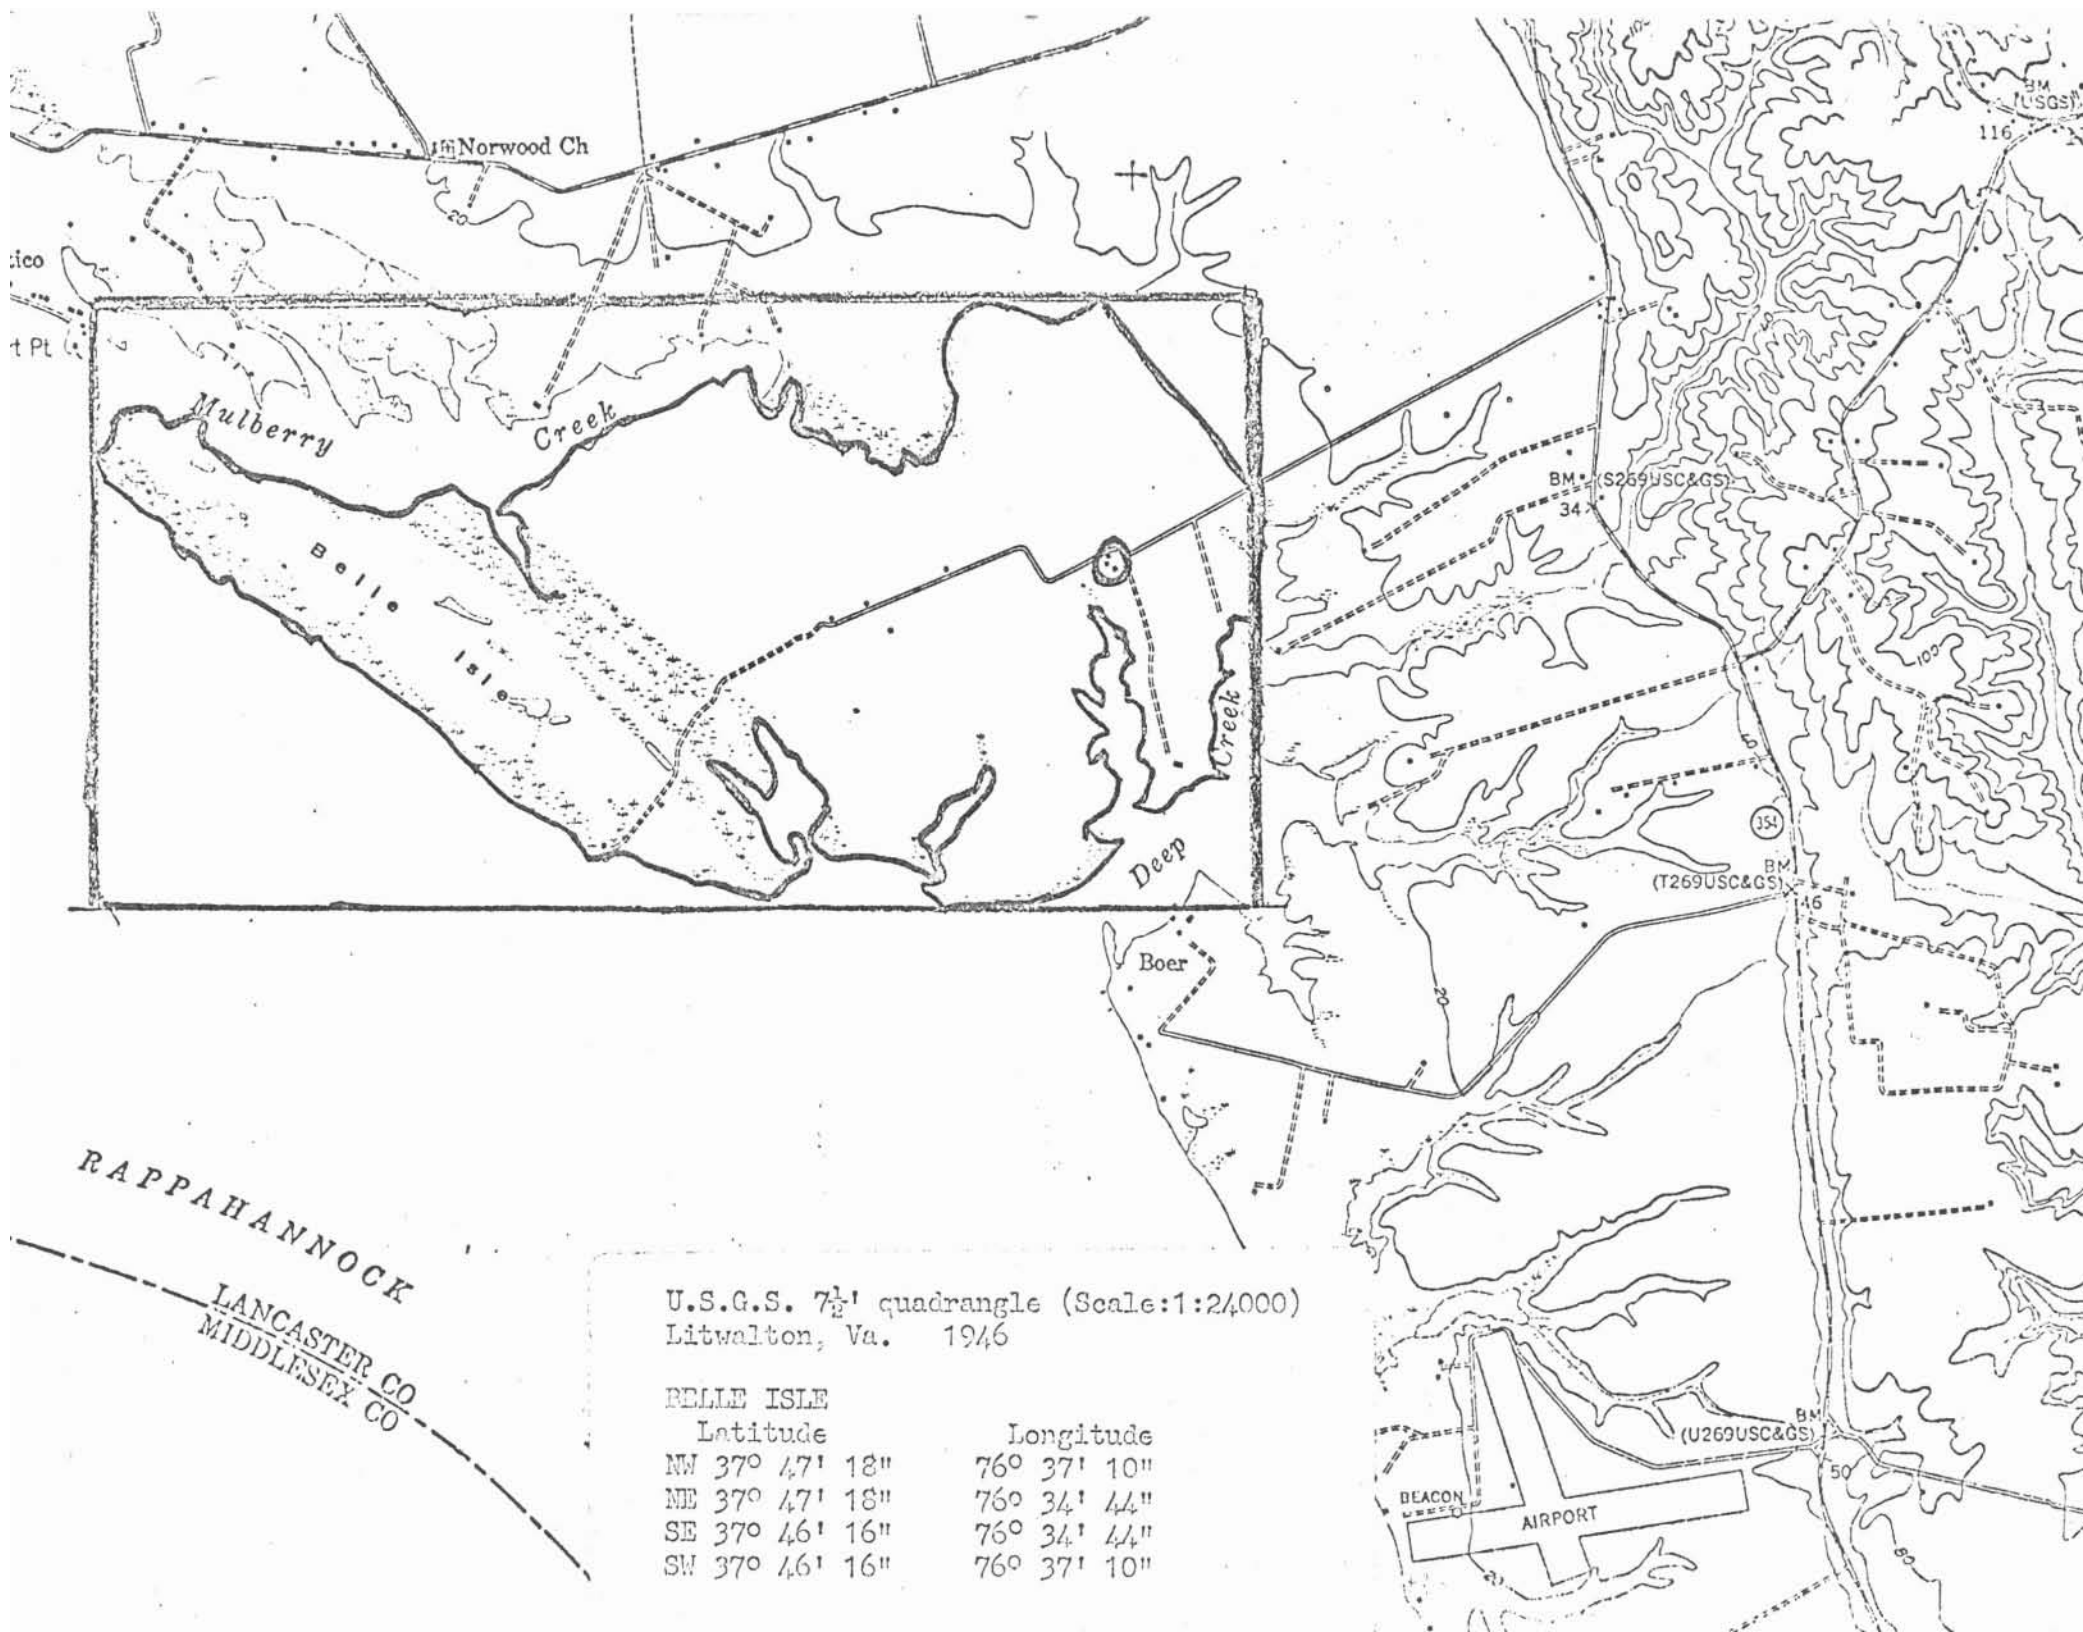 BM
(USGS)
116
Norwood Ch
20
ico
t Pt
Mulberry
Creek
BM
(S269USC&GS)
34
Belle
Isle
100
Creek
40
354
Deep
BM
(T269USC&GS)
46
Boer
20
RAPPAHANNOCK
LANCASTER CO
MIDDLESEX CO
U.S.G.S. 7½' quadrangle (Scale:1:24000)
Litwalton, Va. 1946
BELLE ISLE
Latitude Longitude
NW 37° 47' 18" 76° 37' 10"
NE 37° 47' 18" 76° 34' 44"
SE 37° 46' 16" 76° 34' 44"
SW 37° 46' 16" 76° 37' 10"
BM
(U269USC&GS)
50
BEACON
AIRPORT
20
80